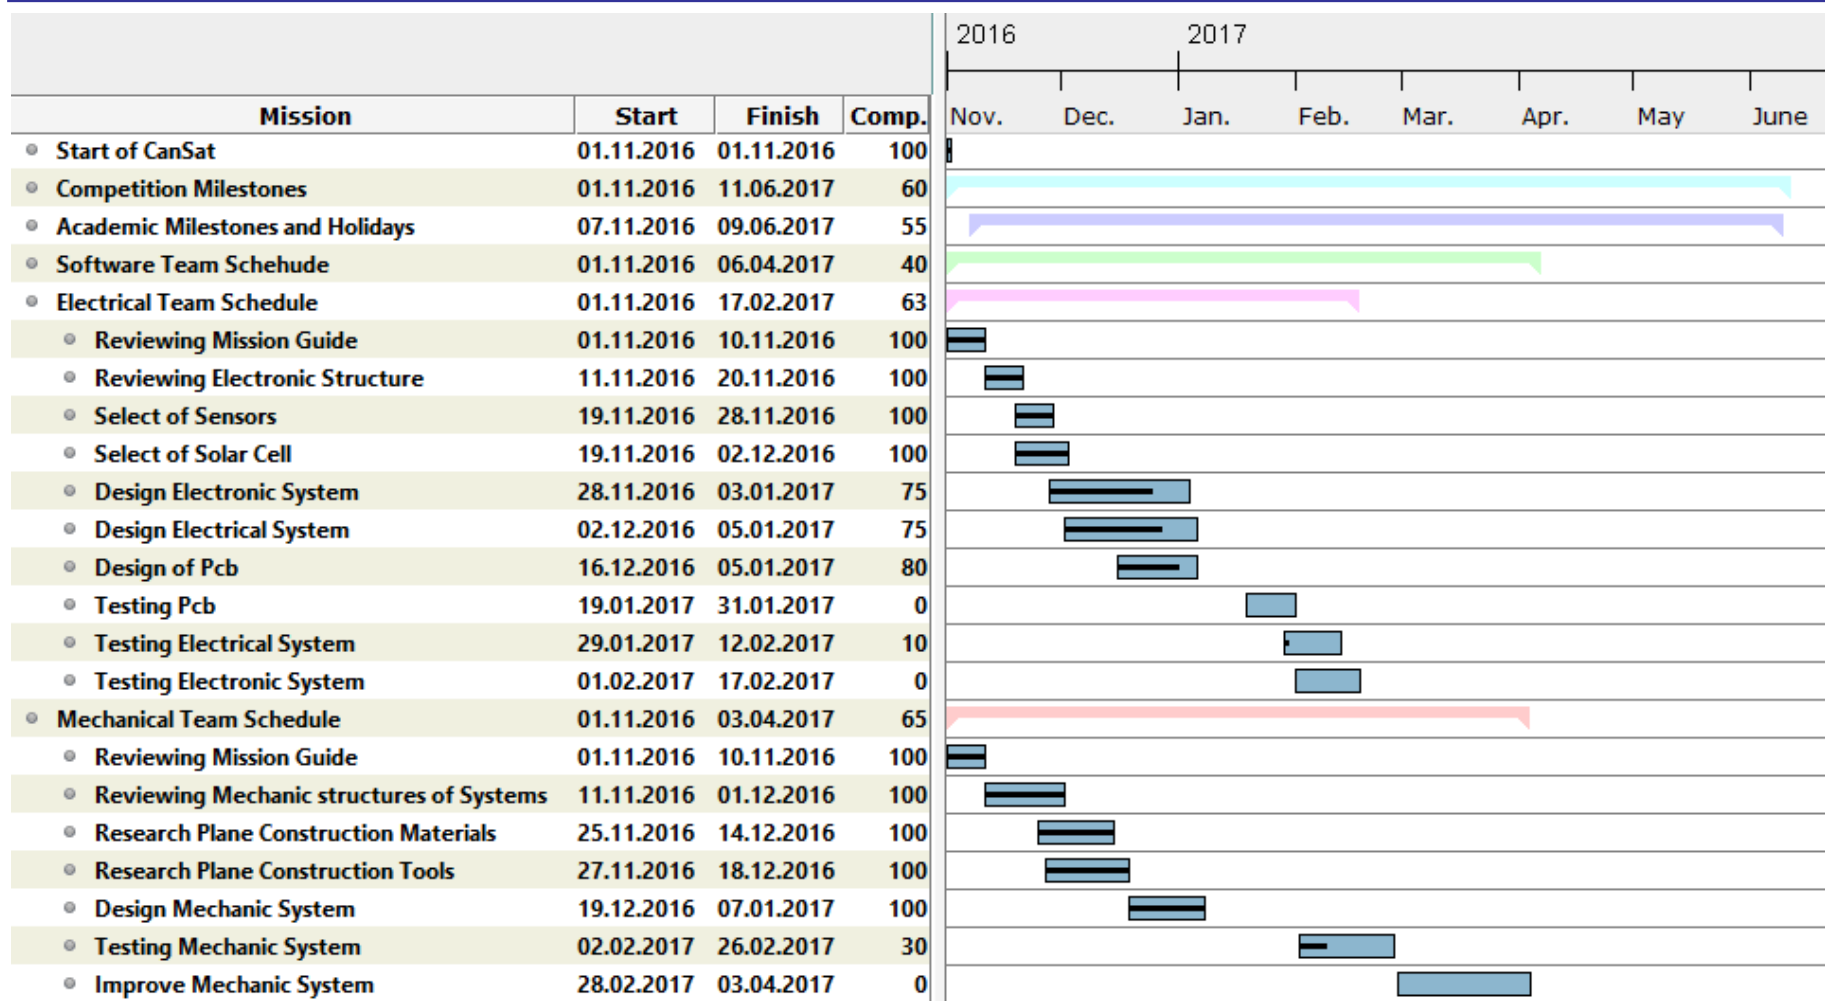 2016 2017
Mission Start Finish Comp. Nov. Dec. Jan. Feb. Mar. Apr. May June
Start of CanSat 01.11.2016 01.11.2016 100
Competition Milestones 01.11.2016 11.06.2017 60
Academic Milestones and Holidays 07.11.2016 09.06.2017 55
Software Team Schehude 01.11.2016 06.04.2017 40
Electrical Team Schedule 01.11.2016 17.02.2017 63
Reviewing Mission Guide 01.11.2016 10.11.2016 100
Reviewing Electronic Structure 11.11.2016 20.11.2016 100
Select of Sensors 19.11.2016 28.11.2016 100
Select of Solar Cell 19.11.2016 02.12.2016 100
Design Electronic System 28.11.2016 03.01.2017 75
Design Electrical System 02.12.2016 05.01.2017 75
Design of Pcb 16.12.2016 05.01.2017 80
Testing Pcb 19.01.2017 31.01.2017 0
Testing Electrical System 29.01.2017 12.02.2017 10
Testing Electronic System 01.02.2017 17.02.2017 0
Mechanical Team Schedule 01.11.2016 03.04.2017 65
Reviewing Mission Guide 01.11.2016 10.11.2016 100
Reviewing Mechanic structures of Systems 11.11.2016 01.12.2016 100
Research Plane Construction Materials 25.11.2016 14.12.2016 100
Research Plane Construction Tools 27.11.2016 18.12.2016 100
Design Mechanic System 19.12.2016 07.01.2017 100
Testing Mechanic System 02.02.2017 26.02.2017 30
Improve Mechanic System 28.02.2017 03.04.2017 0